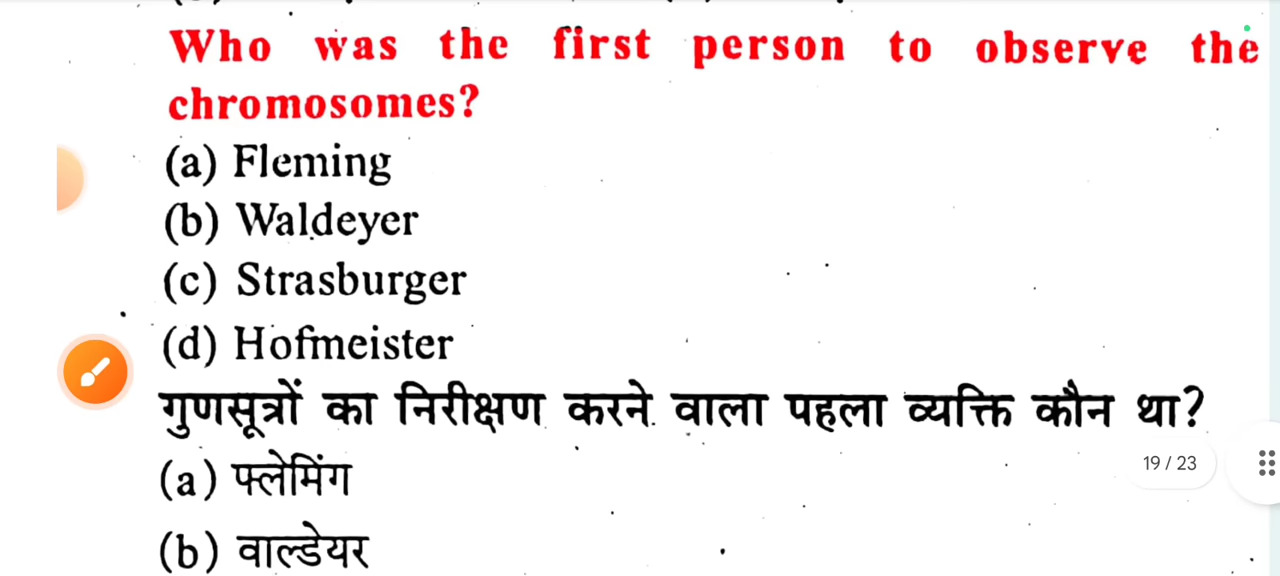 Who was the first person to observe the
chromosomes?
(a) Fleming
(b) Waldeyer
(c) Strasburger
(d) Hofmeister
गुणसूत्रों का निरीक्षण करने वाला पहला व्यक्ति कौन था?
19 / 23
(a) फ्लेमिंग
(b) वाल्डेयर